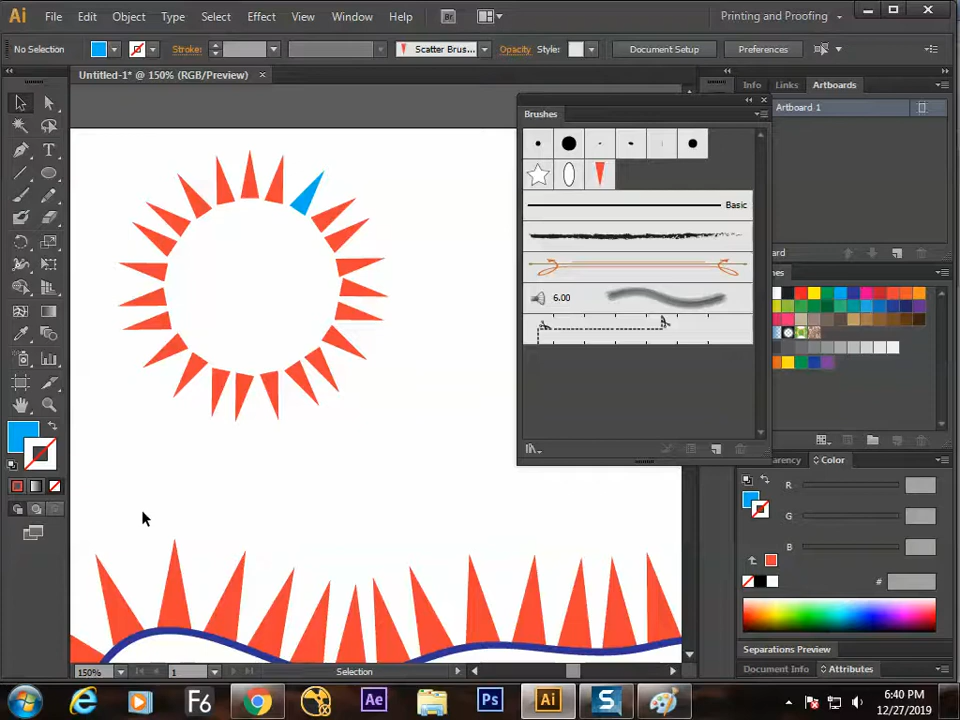 Ai File Edit Object Type Select Effect View Window Help Br Printing and Proofing
No Selection Stroke: Scatter Brus... Opacity Style: Document Setup Preferences
Untitled-1* @ 150% (RGB/Preview)
Info Links Artboards
Artboard 1
Brushes
Basic
6.00
Color
R
G
B
#
Separations Preview
Document Info Attributes
150% 1 Selection
F6 Ae Ps Ai S
6:40 PM
12/27/2019